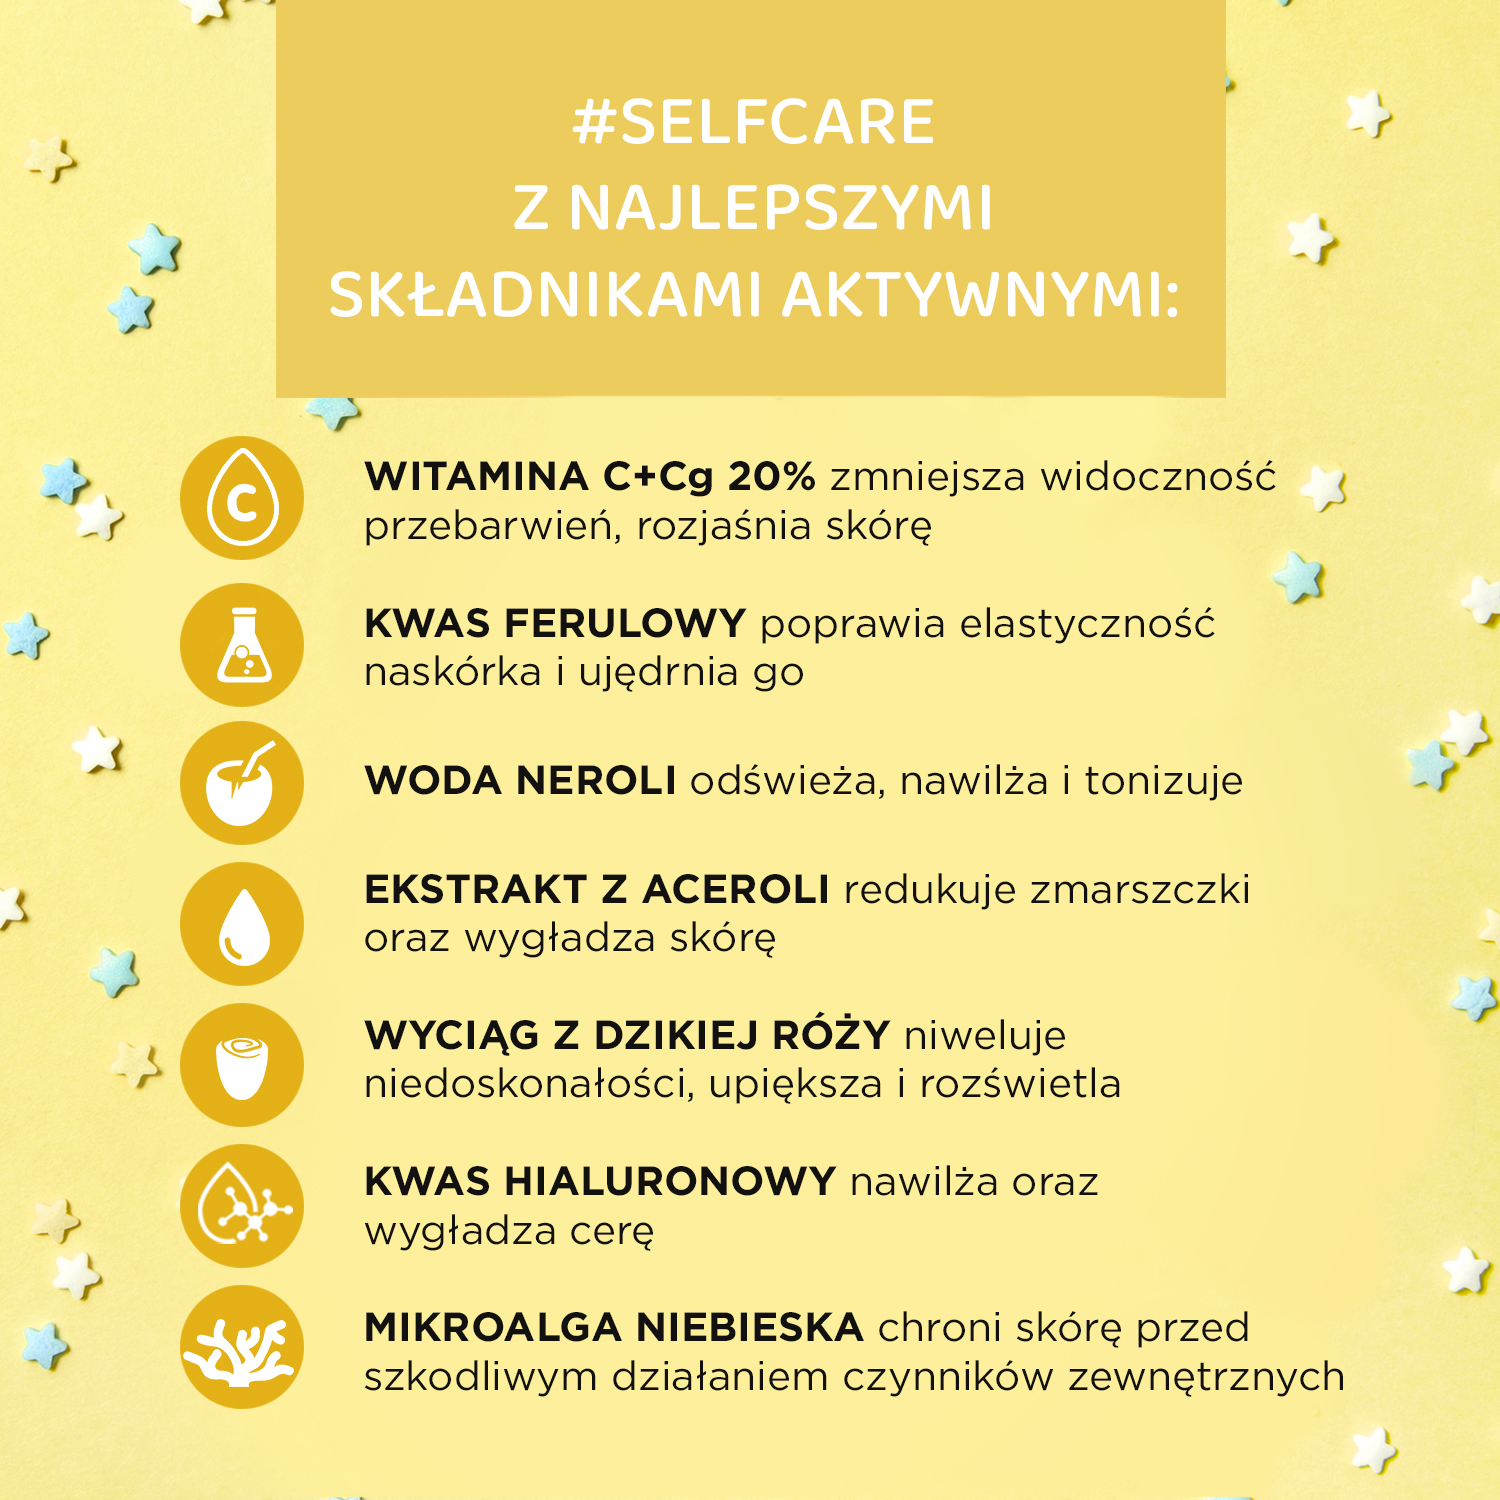 #SELFCARE
Z NAJLEPSZYMI
SKŁADNIKAMI AKTYWNYMI:
C
WITAMINA C+Cg 20% zmniejsza widoczność
przebarwień, rozjaśnia skórę
KWAS FERULOWY poprawia elastyczność
naskórka i ujędrnia go
WODA NEROLI odświeża, nawilża i tonizuje
EKSTRAKT Z ACEROLI redukuje zmarszczki
oraz wygładza skórę
WYCIĄG Z DZIKIEJ RÓŻY niweluje
niedoskonałości, upiększa i rozświetla
KWAS HIALURONOWY nawilża oraz
wygładza cerę
MIKROALGA NIEBIESKA chroni skórę przed
szkodliwym działaniem czynników zewnętrznych